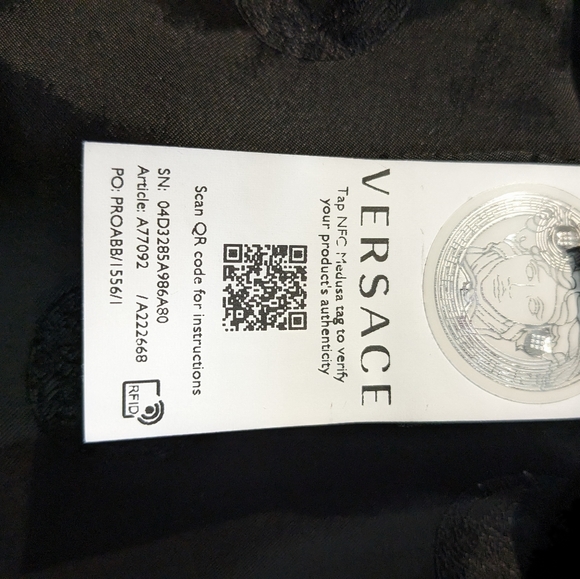 VERSACE
Tap NFC Medusa tag to verify
your product's authenticity
Scan QR code for instructions
SN: 04D3285A986A80
Article: A77092 /A222668
PO: PROABB/1556/1
RFID